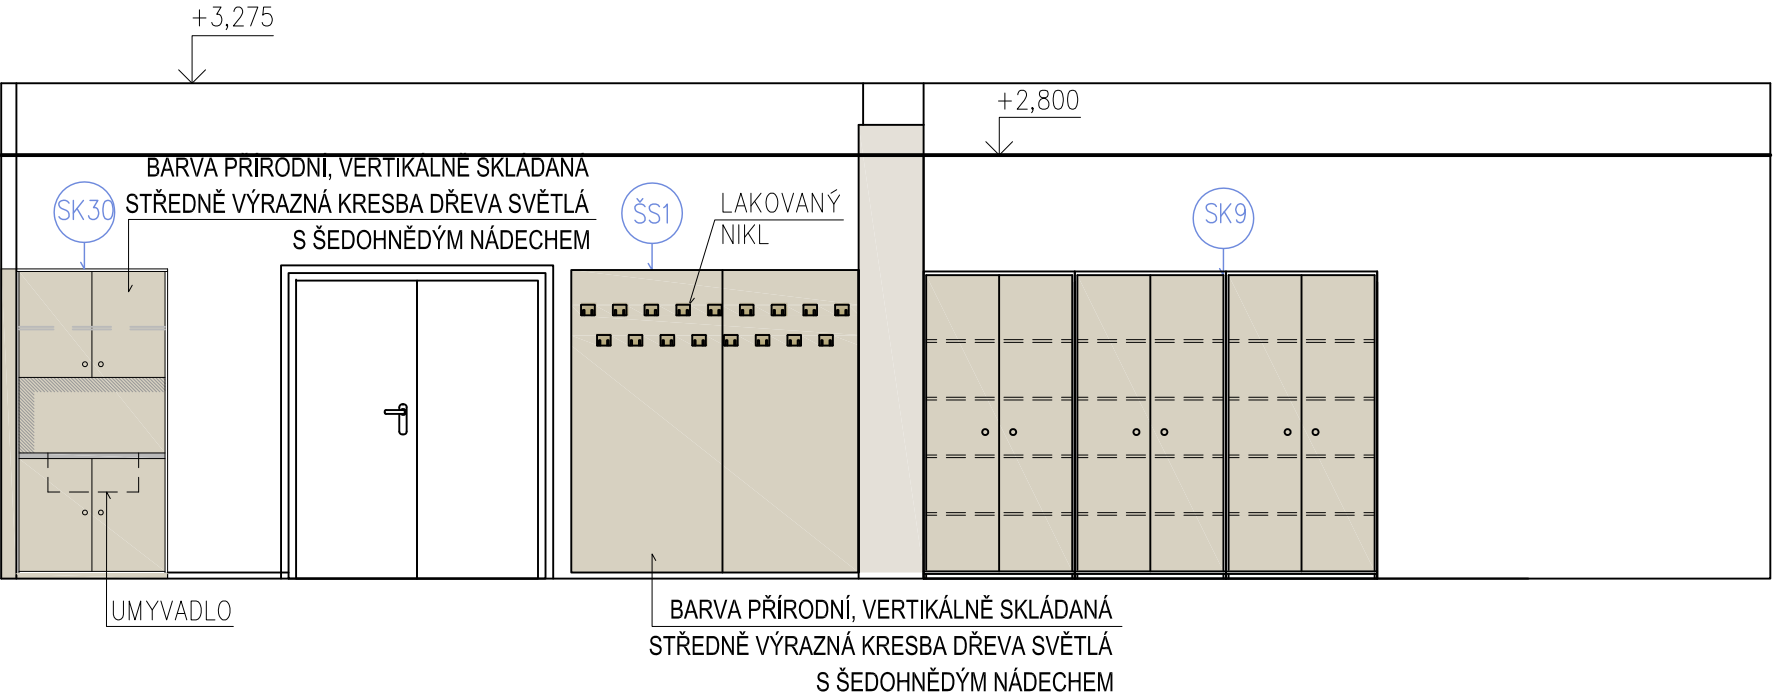 +3,275
+2,800
BARVA PŘÍRODNÍ, VERTIKÁLNĚ SKLÁDANÁ
STŘEDNĚ VÝRAZNÁ KRESBA DŘEVA SVĚTLÁ
S ŠEDOHNĚDÝM NÁDECHEM
SK30
ŠS1
LAKOVANÝ
NIKL
SK9
UMYVADLO
BARVA PŘÍRODNÍ, VERTIKÁLNĚ SKLÁDANÁ
STŘEDNĚ VÝRAZNÁ KRESBA DŘEVA SVĚTLÁ
S ŠEDOHNĚDÝM NÁDECHEM